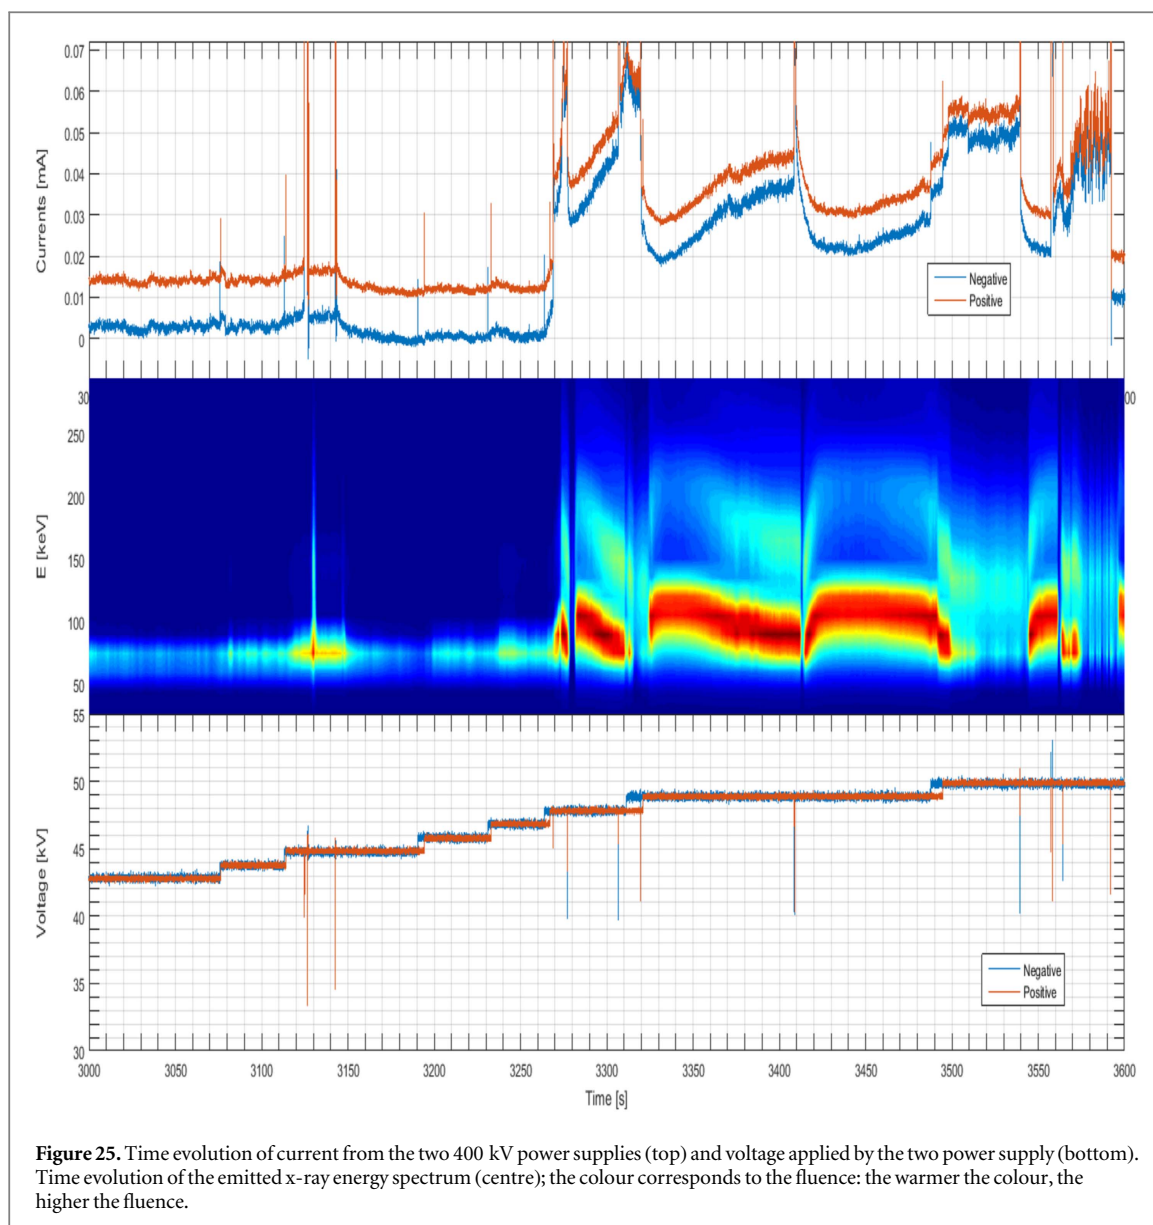 0.07
0.06
0.05
0.04
0.03
0.02
0.01
0
Currents [mA]
Negative
Positive
30
00
250
200
150
100
50
55
E [keV]
50
45
40
35
30
Voltage [kV]
Negative
Positive
3000 3050 3100 3150 3200 3250 3300 3350 3400 3450 3500 3550 3600
Time [s]
Figure 25. Time evolution of current from the two 400 kV power supplies (top) and voltage applied by the two power supply (bottom).
Time evolution of the emitted x-ray energy spectrum (centre); the colour corresponds to the fluence: the warmer the colour, the
higher the fluence.